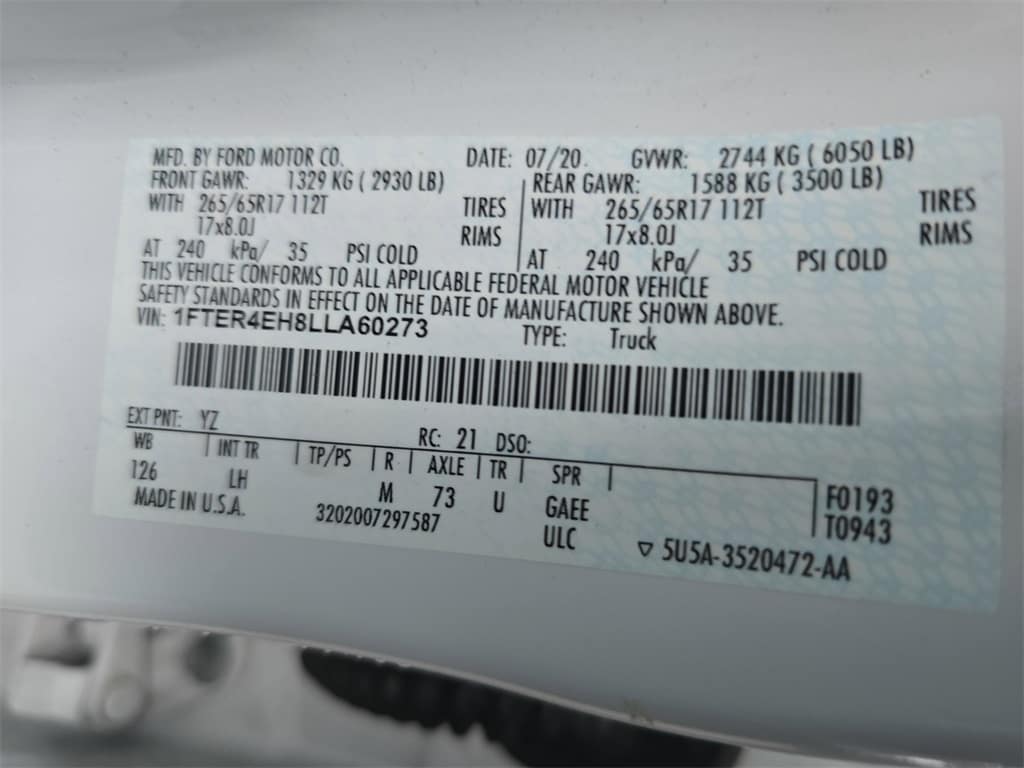 MFD. BY FORD MOTOR CO. DATE: 07/20 GVWR: 2744 KG ( 6050 LB)
FRONT GAWR: 1329 KG ( 2930 LB) REAR GAWR: 1588 KG ( 3500 LB)
WITH 265/65R17 112T TIRES WITH 265/65R17 112T TIRES
17x8.0J RIMS 17x8.0J RIMS
AT 240 kPa/ 35 PSI COLD AT 240 kPa/ 35 PSI COLD
THIS VEHICLE CONFORMS TO ALL APPLICABLE FEDERAL MOTOR VEHICLE
SAFETY STANDARDS IN EFFECT ON THE DATE OF MANUFACTURE SHOWN ABOVE.
VIN: 1FTER4EH8LLA60273 TYPE: Truck
EXT PNT: YZ RC: 21 DSO:
WB INT TR TP/PS R AXLE TR SPR F0193
126 LH M 73 U GAEE T0943
MADE IN U.S.A. 3202007297587 ULC ▽ 5U5A-3520472-AA